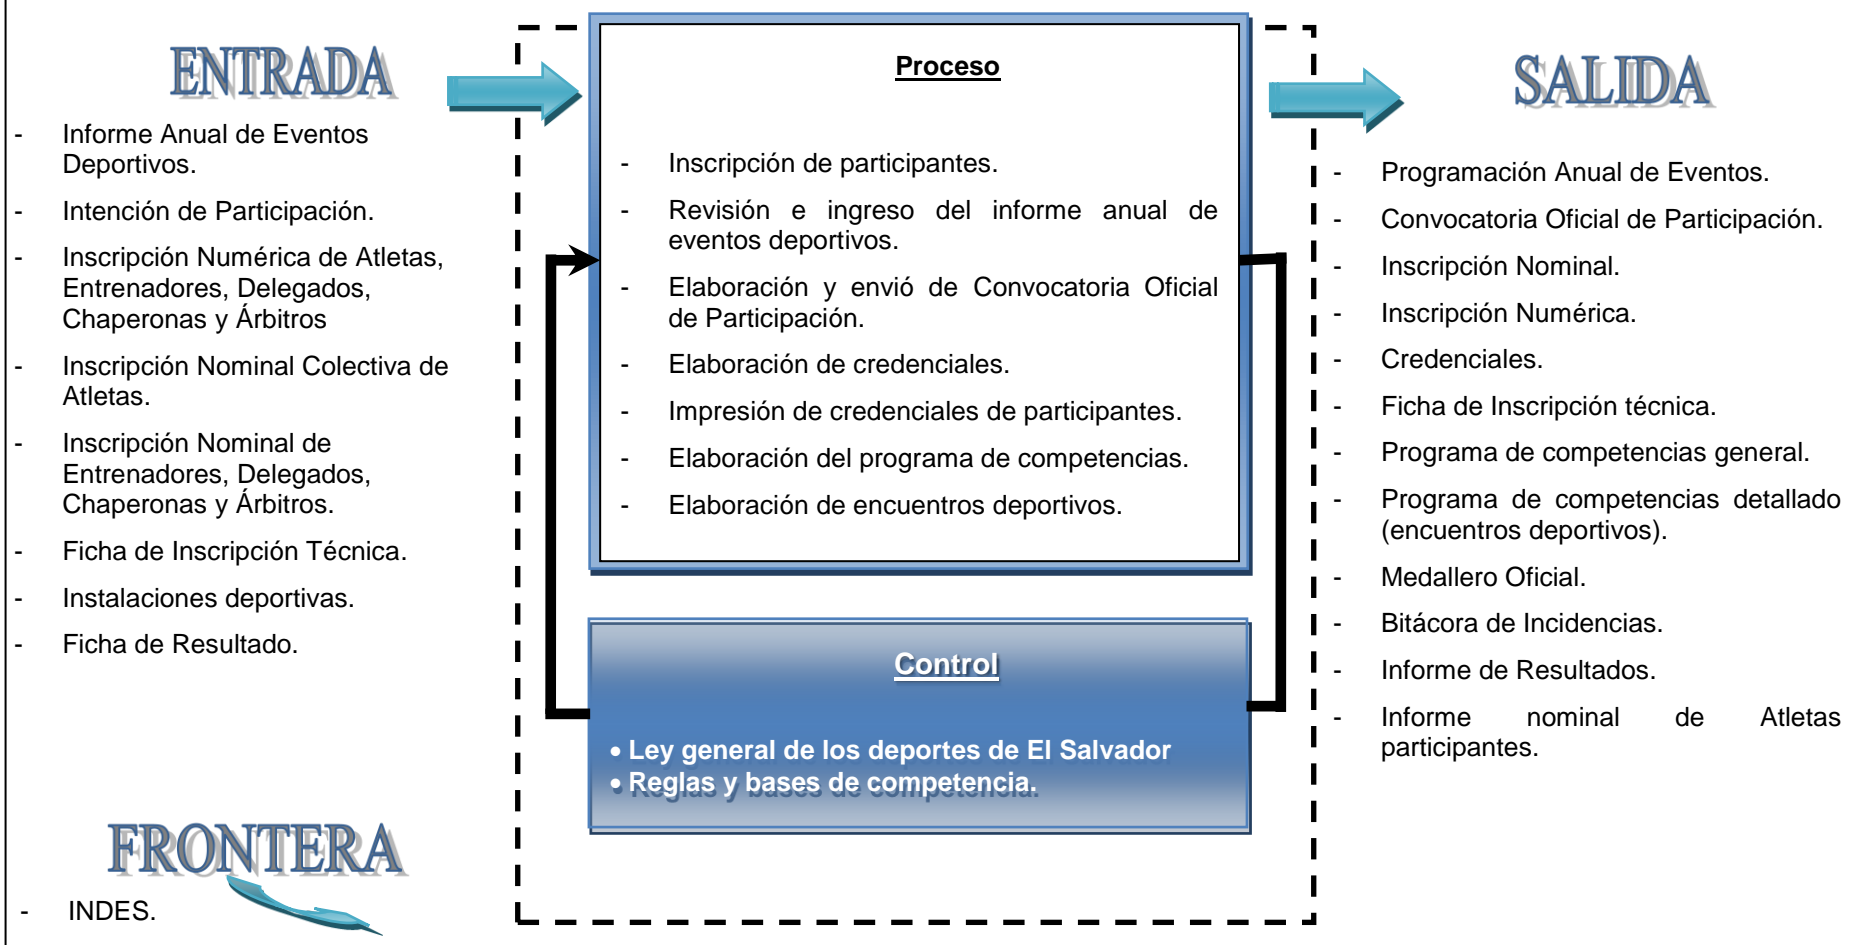 ENTRADA
- Informe Anual de Eventos
Deportivos.
- Intención de Participación.
- Inscripción Numérica de Atletas,
Entrenadores, Delegados,
Chaperonas y Árbitros
- Inscripción Nominal Colectiva de
Atletas.
- Inscripción Nominal de
Entrenadores, Delegados,
Chaperonas y Árbitros.
- Ficha de Inscripción Técnica.
- Instalaciones deportivas.
- Ficha de Resultado.
FRONTERA
- INDES.
Proceso
- Inscripción de participantes.
- Revisión e ingreso del informe anual de
eventos deportivos.
- Elaboración y envió de Convocatoria Oficial
de Participación.
- Elaboración de credenciales.
- Impresión de credenciales de participantes.
- Elaboración del programa de competencias.
- Elaboración de encuentros deportivos.
Control
• Ley general de los deportes de El Salvador
• Reglas y bases de competencia.
SALIDA
- Programación Anual de Eventos.
- Convocatoria Oficial de Participación.
- Inscripción Nominal.
- Inscripción Numérica.
- Credenciales.
- Ficha de Inscripción técnica.
- Programa de competencias general.
- Programa de competencias detallado
(encuentros deportivos).
- Medallero Oficial.
- Bitácora de Incidencias.
- Informe de Resultados.
- Informe nominal de Atletas
participantes.